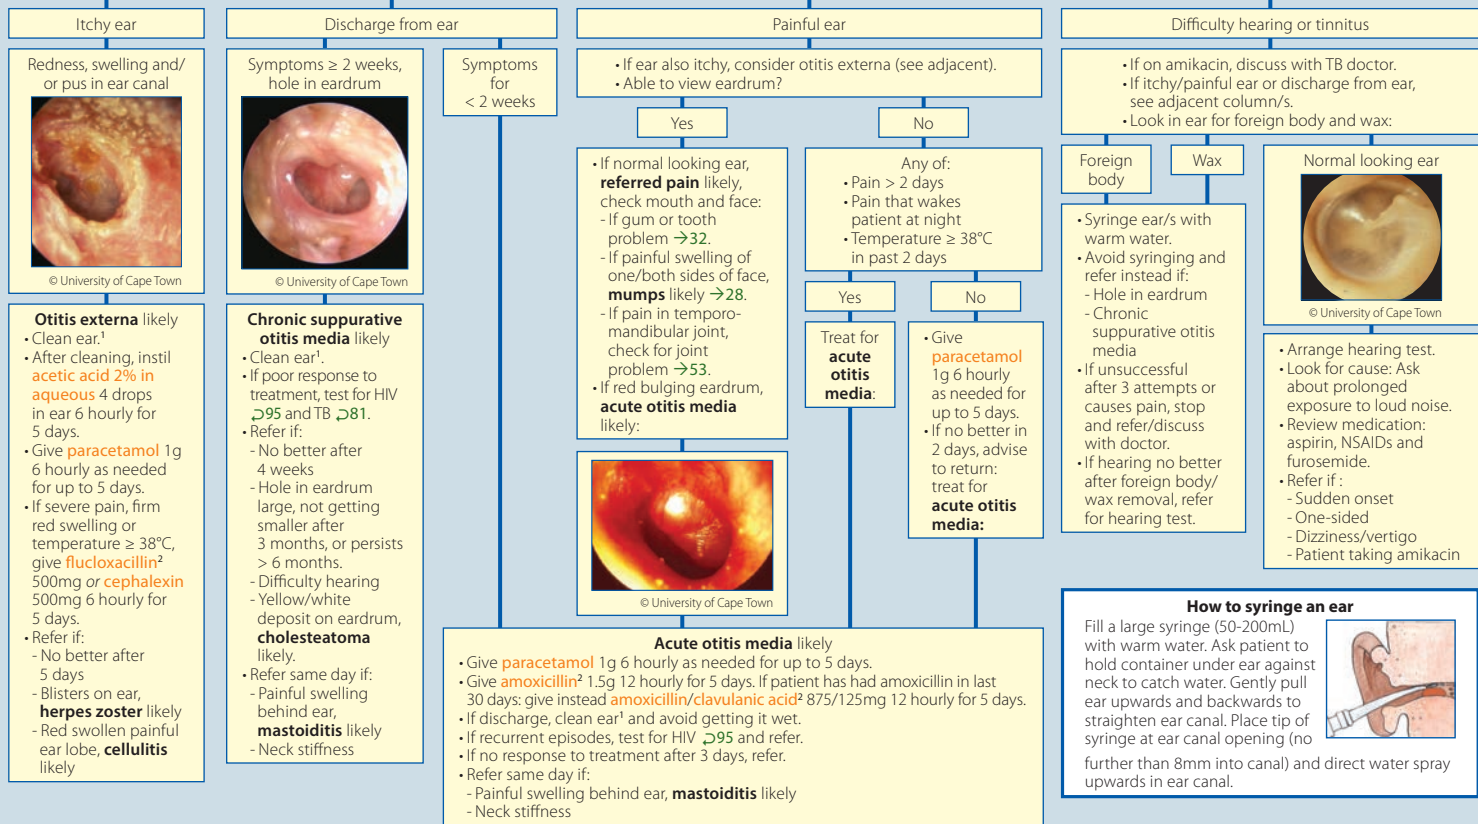 Itchy ear
Redness, swelling and/
or pus in ear canal
© University of Cape Town
Otitis externa likely
• Clean ear.¹
• After cleaning, instil
acetic acid 2% in
aqueous 4 drops
in ear 6 hourly for
5 days.
• Give paracetamol 1g
6 hourly as needed
for up to 5 days.
• If severe pain, firm
red swelling or
temperature ≥ 38°C,
give flucloxacillin²
500mg or cephalexin
500mg 6 hourly for
5 days.
• Refer if:
- No better after
5 days
- Blisters on ear,
herpes zoster likely
- Red swollen painful
ear lobe, cellulitis
likely
Discharge from ear
Symptoms ≥ 2 weeks,
hole in eardrum
© University of Cape Town
Chronic suppurative
otitis media likely
• Clean ear¹.
• If poor response to
treatment, test for HIV
⮌95 and TB ⮌81.
• Refer if:
- No better after
4 weeks
- Hole in eardrum
large, not getting
smaller after
3 months, or persists
> 6 months.
- Difficulty hearing
- Yellow/white
deposit on eardrum,
cholesteatoma
likely.
• Refer same day if:
- Painful swelling
behind ear,
mastoiditis likely
- Neck stiffness
Symptoms
for
< 2 weeks
Painful ear
• If ear also itchy, consider otitis externa (see adjacent).
• Able to view eardrum?
Yes
• If normal looking ear,
referred pain likely,
check mouth and face:
- If gum or tooth
problem →32.
- If painful swelling of
one/both sides of face,
mumps likely →28.
- If pain in temporo-
mandibular joint,
check for joint
problem →53.
• If red bulging eardrum,
acute otitis media
likely:
© University of Cape Town
No
Any of:
• Pain > 2 days
• Pain that wakes
patient at night
• Temperature ≥ 38°C
in past 2 days
Yes
Treat for
acute
otitis
media:
No
• Give
paracetamol
1g 6 hourly
as needed for
up to 5 days.
• If no better in
2 days, advise
to return:
treat for
acute otitis
media:
Acute otitis media likely
• Give paracetamol 1g 6 hourly as needed for up to 5 days.
• Give amoxicillin² 1.5g 12 hourly for 5 days. If patient has had amoxicillin in last
30 days: give instead amoxicillin/clavulanic acid² 875/125mg 12 hourly for 5 days.
• If discharge, clean ear¹ and avoid getting it wet.
• If recurrent episodes, test for HIV ⮌95 and refer.
• If no response to treatment after 3 days, refer.
• Refer same day if:
- Painful swelling behind ear, mastoiditis likely
- Neck stiffness
Difficulty hearing or tinnitus
• If on amikacin, discuss with TB doctor.
• If itchy/painful ear or discharge from ear,
see adjacent column/s.
• Look in ear for foreign body and wax:
Foreign
body
Wax
• Syringe ear/s with
warm water.
• Avoid syringing and
refer instead if:
- Hole in eardrum
- Chronic
suppurative otitis
media
• If unsuccessful
after 3 attempts or
causes pain, stop
and refer/discuss
with doctor.
• If hearing no better
after foreign body/
wax removal, refer
for hearing test.
Normal looking ear
© University of Cape Town
• Arrange hearing test.
• Look for cause: Ask
about prolonged
exposure to loud noise.
• Review medication:
aspirin, NSAIDs and
furosemide.
• Refer if :
- Sudden onset
- One-sided
- Dizziness/vertigo
- Patient taking amikacin
How to syringe an ear
Fill a large syringe (50-200mL)
with warm water. Ask patient to
hold container under ear against
neck to catch water. Gently pull
ear upwards and backwards to
straighten ear canal. Place tip of
syringe at ear canal opening (no
further than 8mm into canal) and direct water spray
upwards in ear canal.